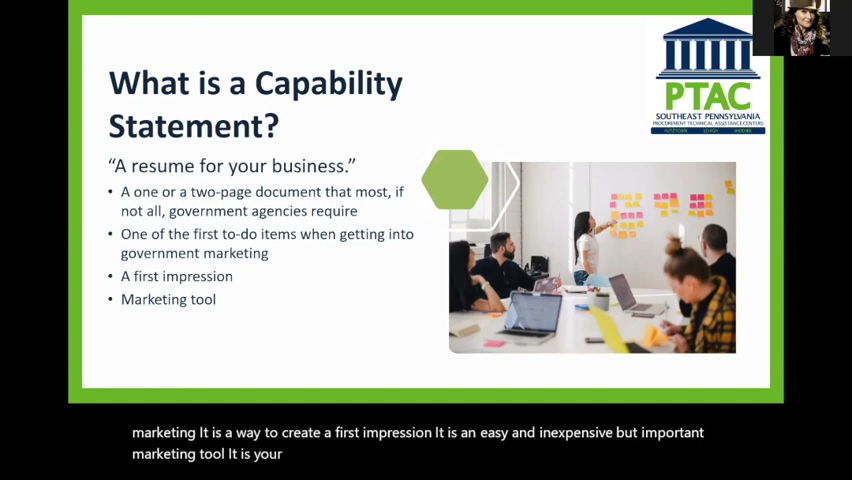 What is a Capability
Statement?
“A resume for your business.”
• A one or a two-page document that most, if
not all, government agencies require
• One of the first to-do items when getting into
government marketing
• A first impression
• Marketing tool
PTAC
SOUTHEAST PENNSYLVANIA
PROCUREMENT TECHNICAL ASSISTANCE CENTERS
marketing It is a way to create a first impression It is an easy and inexpensive but important
marketing tool It is your